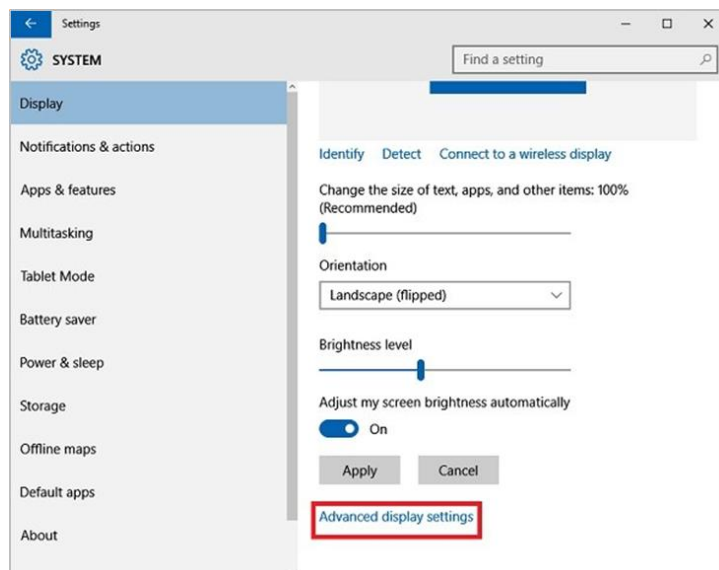 Settings
SYSTEM
Find a setting
Display
Notifications & actions
Apps & features
Multitasking
Tablet Mode
Battery saver
Power & sleep
Storage
Offline maps
Default apps
About
Identify Detect Connect to a wireless display
Change the size of text, apps, and other items: 100%
(Recommended)
Orientation
Landscape (flipped)
Brightness level
Adjust my screen brightness automatically
On
Apply Cancel
Advanced display settings